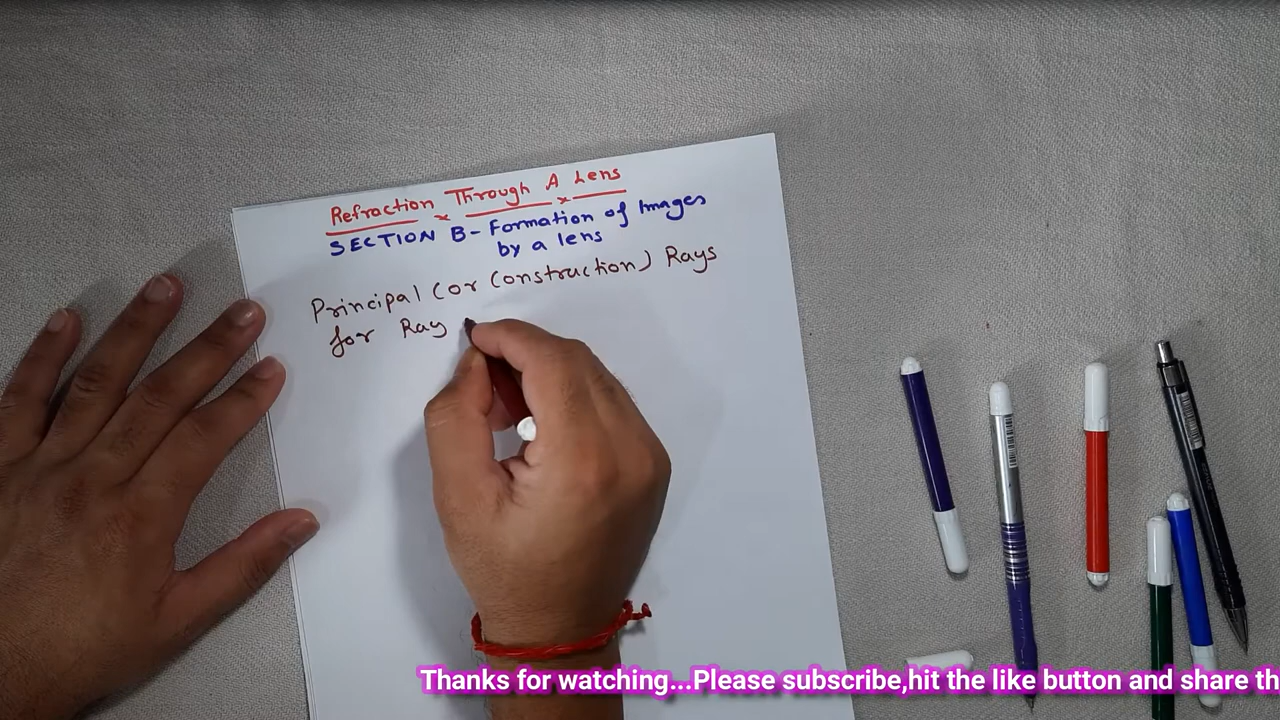 Refraction Through A Lens
SECTION B- Formation of Images
by a lens
Principal (or Construction) Rays
for Ray
Thanks for watching...Please subscribe,hit the like button and share th